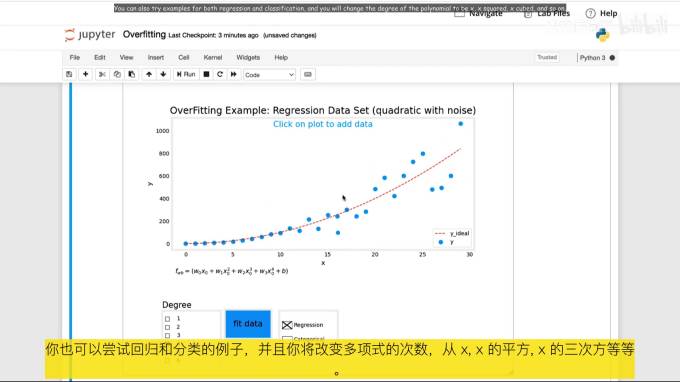 You can also try examples for both regression and classification, and you will change the degree of the polynomial to be x, x squared, x cubed, and so on.
Navigate Lab Files Help
bilibili
jupyter Overfitting Last Checkpoint: 3 minutes ago (unsaved changes)
File Edit View Insert Cell Kernel Widgets Help Trusted Python 3
Run Code
OverFitting Example: Regression Data Set (quadratic with noise)
Click on plot to add data
1000
800
600
400
200
0
y
0 5 10 15 20 25 30
x
y_ideal
y
Degree
1
2
3
fit data
Regression
Categorical
你也可以尝试回归和分类的例子，并且你将改变多项式的次数，从 x, x 的平方, x 的三次方等等
。